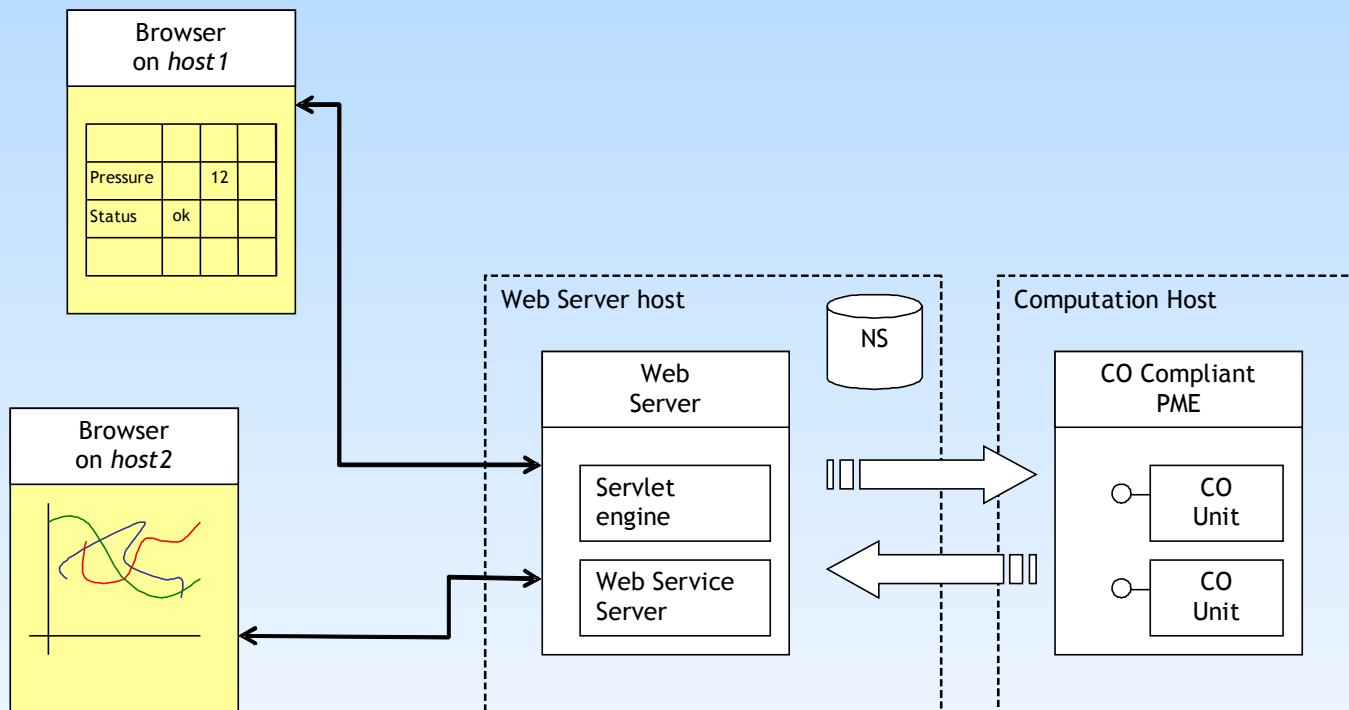 Browser
on host1
Pressure 12
Status ok
Web Server host
NS
Computation Host
Web
Server
CO Compliant
PME
Browser
on host2
Servlet
engine
CO
Unit
Web Service
Server
CO
Unit